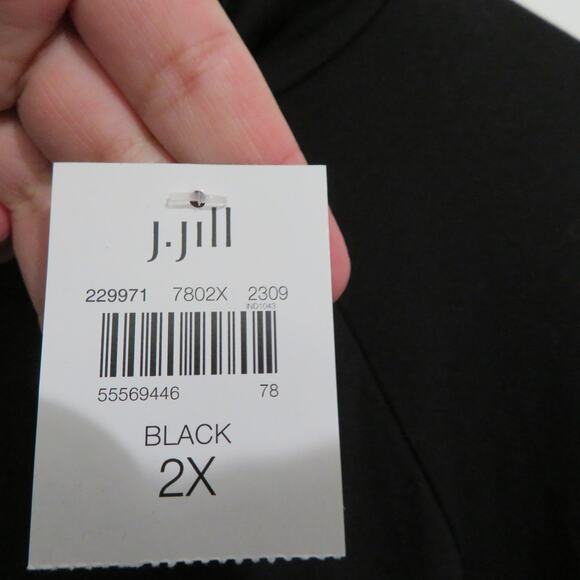 J.Jill
229971 7802X 2309
IND1043
55569446 78
BLACK
2X